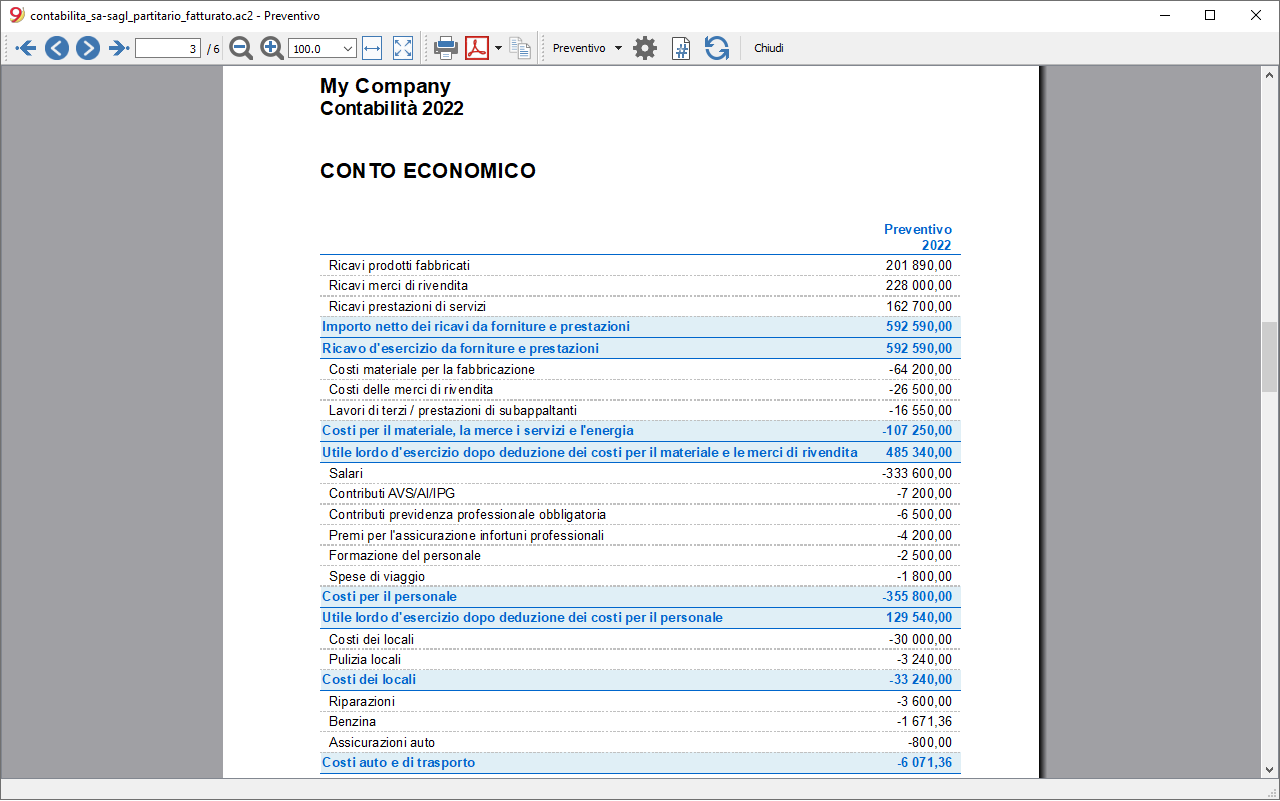 contabilita_sa-sagl_partitario_fatturato.ac2 - Preventivo
3 / 6 100.0 Preventivo Chiudi
My Company
Contabilità 2022
CONTO ECONOMICO
Preventivo
2022
Ricavi prodotti fabbricati 201 890,00
Ricavi merci di rivendita 228 000,00
Ricavi prestazioni di servizi 162 700,00
Importo netto dei ricavi da forniture e prestazioni 592 590,00
Ricavo d'esercizio da forniture e prestazioni 592 590,00
Costi materiale per la fabbricazione -64 200,00
Costi delle merci di rivendita -26 500,00
Lavori di terzi / prestazioni di subappaltanti -16 550,00
Costi per il materiale, la merce i servizi e l'energia -107 250,00
Utile lordo d'esercizio dopo deduzione dei costi per il materiale e le merci di rivendita 485 340,00
Salari -333 600,00
Contributi AVS/AI/IPG -7 200,00
Contributi previdenza professionale obbligatoria -6 500,00
Premi per l'assicurazione infortuni professionali -4 200,00
Formazione del personale -2 500,00
Spese di viaggio -1 800,00
Costi per il personale -355 800,00
Utile lordo d'esercizio dopo deduzione dei costi per il personale 129 540,00
Costi dei locali -30 000,00
Pulizia locali -3 240,00
Costi dei locali -33 240,00
Riparazioni -3 600,00
Benzina -1 671,36
Assicurazioni auto -800,00
Costi auto e di trasporto -6 071,36